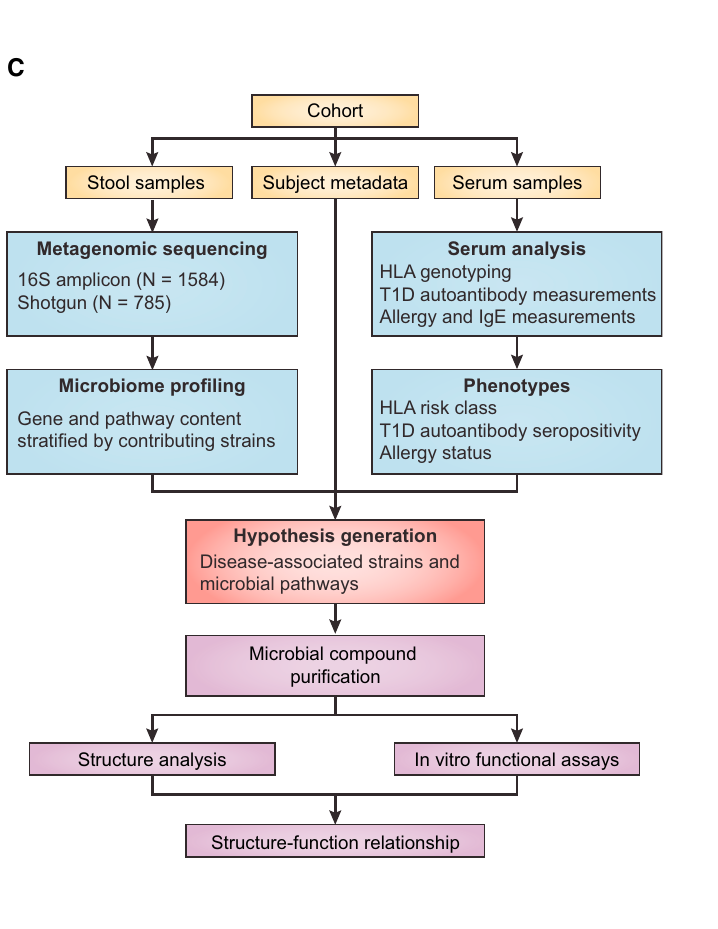 C
Cohort
Stool samples
Subject metadata
Serum samples
Metagenomic sequencing
16S amplicon (N = 1584)
Shotgun (N = 785)
Serum analysis
HLA genotyping
T1D autoantibody measurements
Allergy and IgE measurements
Microbiome profiling
Gene and pathway content
stratified by contributing strains
Phenotypes
HLA risk class
T1D autoantibody seropositivity
Allergy status
Hypothesis generation
Disease-associated strains and
microbial pathways
Microbial compound
purification
Structure analysis
In vitro functional assays
Structure-function relationship